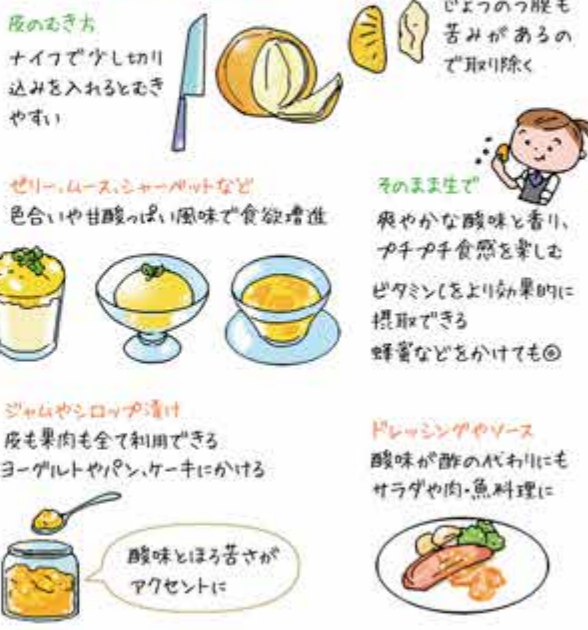 皮のむき方
ナイフで少し切り
込みを入れるとむき
やすい
じょうのう膜も
苦みがあるの
で取り除く
ゼリー、ムース、シャーベットなど
色合いや甘酸っぱい風味で食欲増進
そのまま生で
爽やかな酸味と香り、
プチプチ食感を楽しむ
ビタミンCをより効果的に
摂取できる
蜂蜜などをかけても◎
ジャムやシロップ漬け
皮も果肉も全て利用できる
ヨーグルトやパン、ケーキにかける
酸味とほろ苦さが
アクセントに
ドレッシングやソース
酸味が酢の代わりにも
サラダや肉・魚料理に